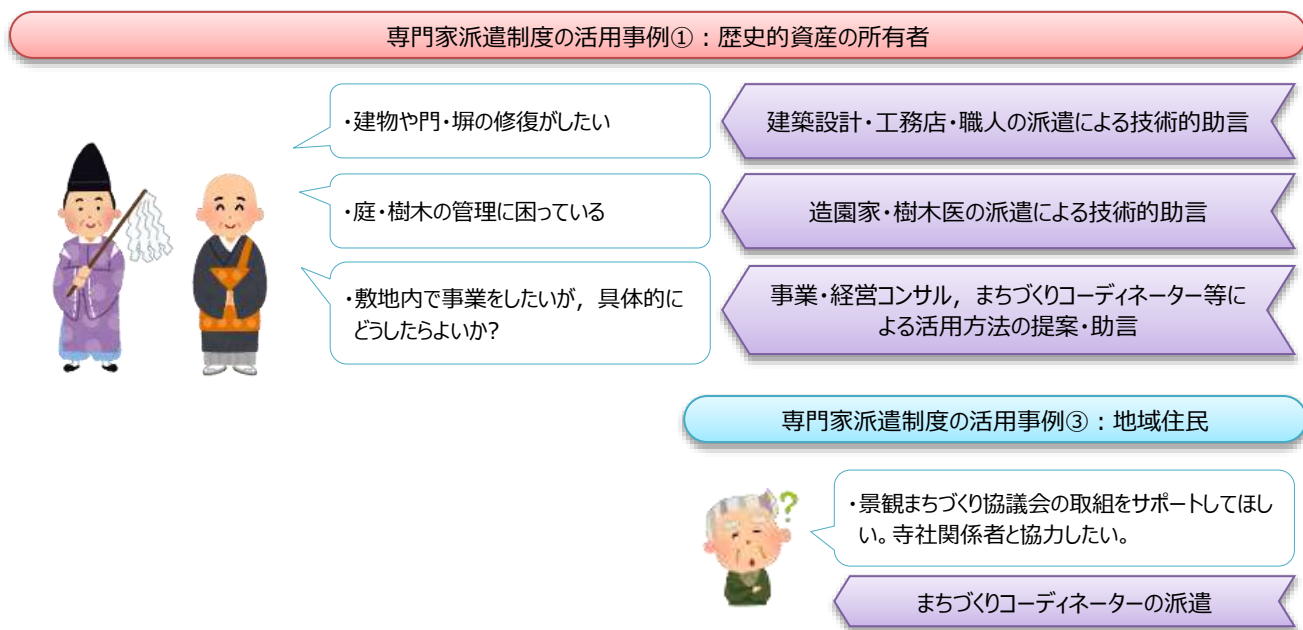 専門家派遣制度の活用事例①：歴史的資産の所有者
・建物や門・塀の修復がしたい
建築設計・工務店・職人の派遣による技術的助言
・庭・樹木の管理に困っている
造園家・樹木医の派遣による技術的助言
・敷地内で事業をしたいが，具体的に
どうしたらよいか？
事業・経営コンサル，まちづくりコーディネーター等に
よる活用方法の提案・助言
専門家派遣制度の活用事例③：地域住民
?
・景観まちづくり協議会の取組をサポートしてほし
い。寺社関係者と協力したい。
まちづくりコーディネーターの派遣